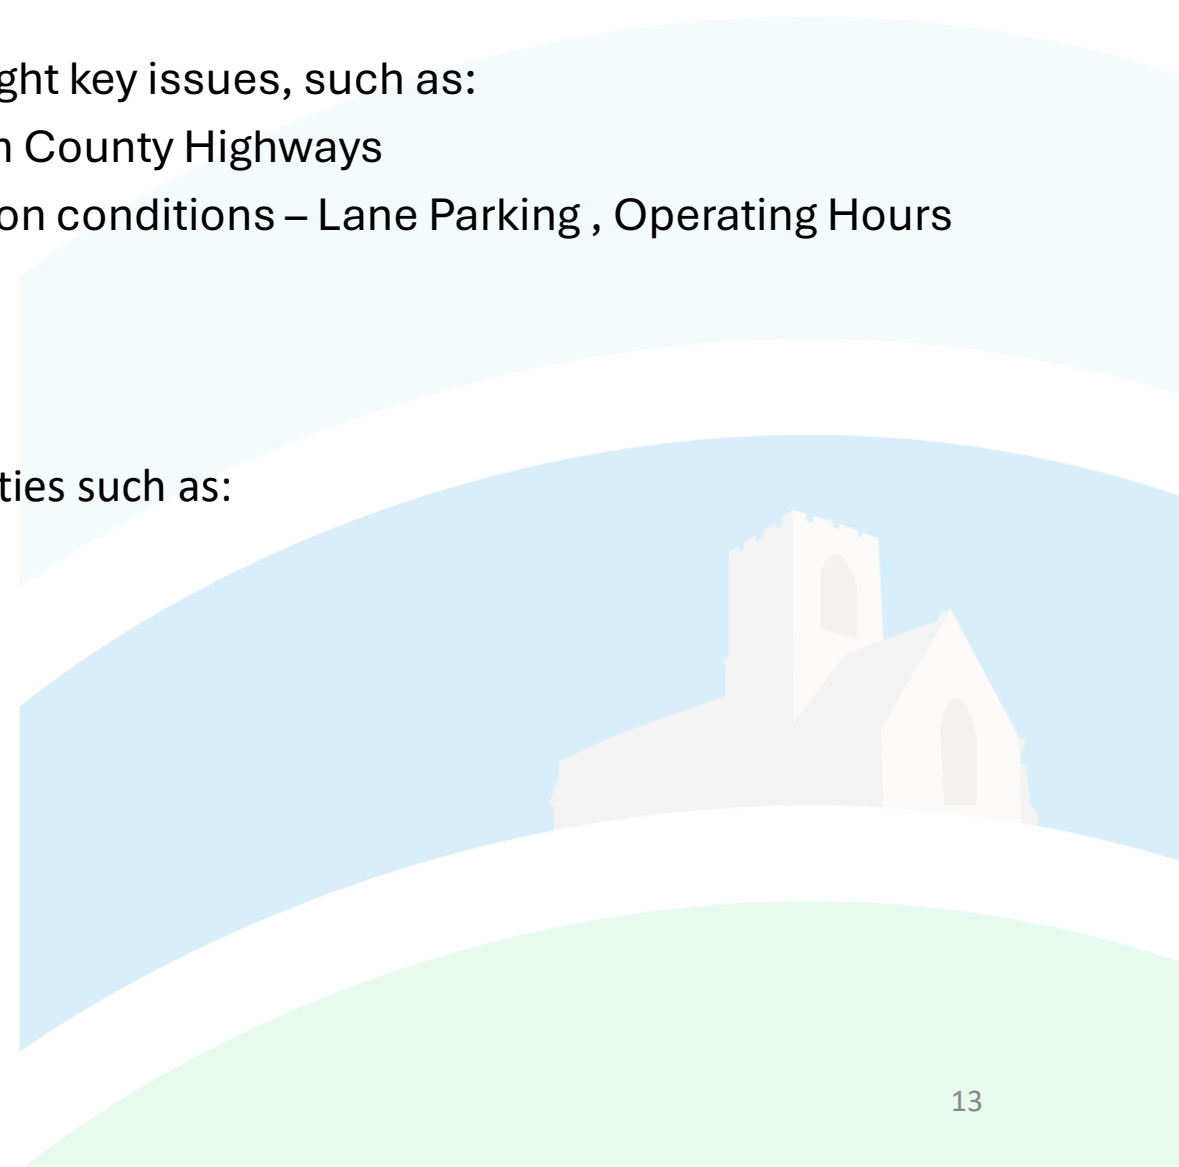 ght key issues, such as:
n County Highways
on conditions – Lane Parking , Operating Hours
ties such as:
13